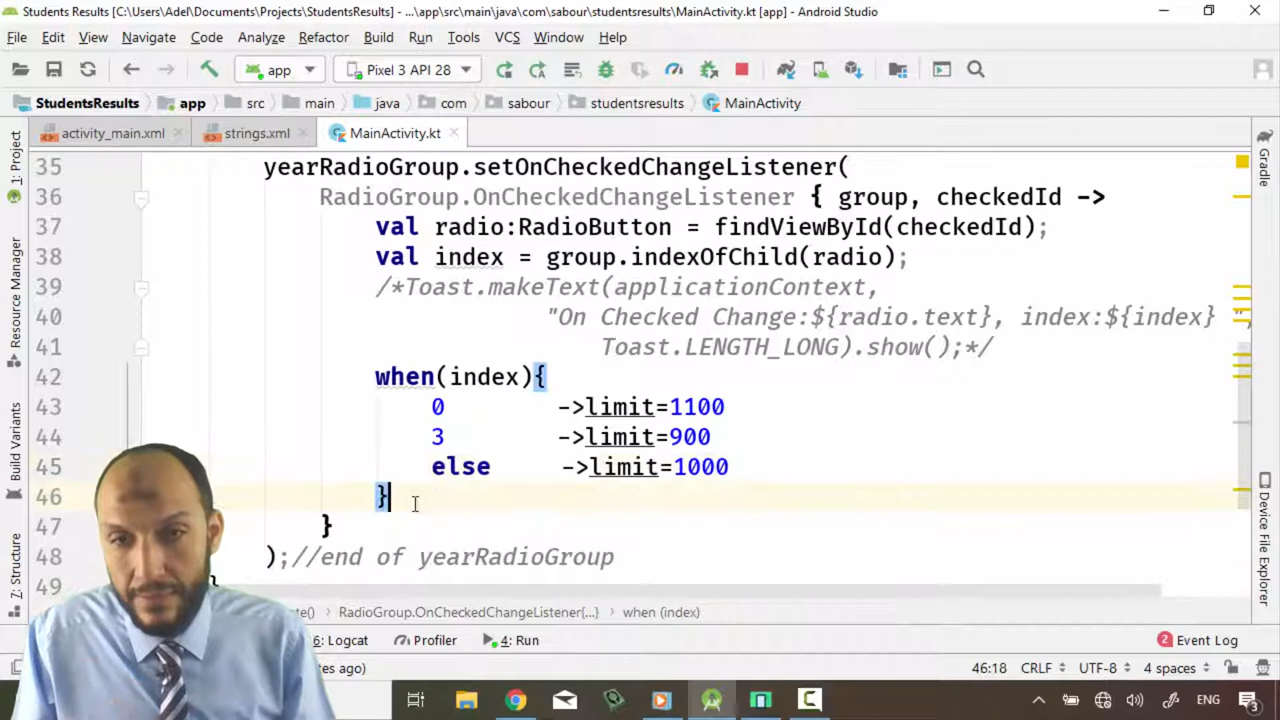 Students Results [C:\Users\Adel\Documents\Projects\StudentsResults] - ...\app\src\main\java\com\sabour\studentsresults\MainActivity.kt [app] - Android Studio
File Edit View Navigate Code Analyze Refactor Build Run Tools VCS Window Help
app Pixel 3 API 28
StudentsResults app src main java com sabour studentsresults MainActivity
activity_main.xml strings.xml MainActivity.kt
35 yearRadioGroup.setOnCheckedChangeListener(
36 RadioGroup.OnCheckedChangeListener { group, checkedId ->
37 val radio:RadioButton = findViewById(checkedId);
38 val index = group.indexOfChild(radio);
39 /*Toast.makeText(applicationContext,
40 "On Checked Change:${radio.text}, index:${index} ",
41 Toast.LENGTH_LONG).show();*/
42 when(index){
43 0 ->limit=1100
44 3 ->limit=900
45 else ->limit=1000
46 }
47 }
48 );//end of yearRadioGroup
49
1: Project
Resource Manager
Build Variants
7: Structure
Gradle
Device File Explorer
RadioGroup.OnCheckedChangeListener{...} when (index)
6: Logcat Profiler 4: Run 2 Event Log
46:18 CRLF UTF-8 4 spaces
ENG 3